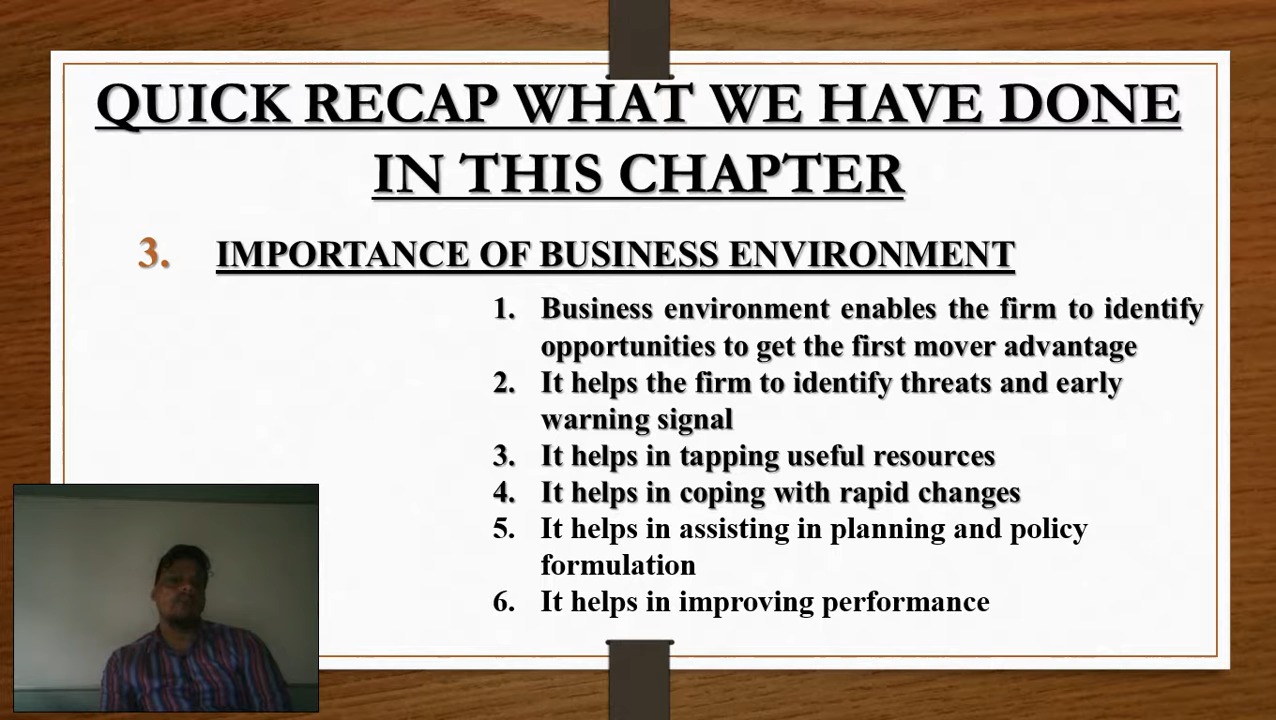 QUICK RECAP WHAT WE HAVE DONE
IN THIS CHAPTER
3. IMPORTANCE OF BUSINESS ENVIRONMENT
1. Business environment enables the firm to identify
opportunities to get the first mover advantage
2. It helps the firm to identify threats and early
warning signal
3. It helps in tapping useful resources
4. It helps in coping with rapid changes
5. It helps in assisting in planning and policy
formulation
6. It helps in improving performance